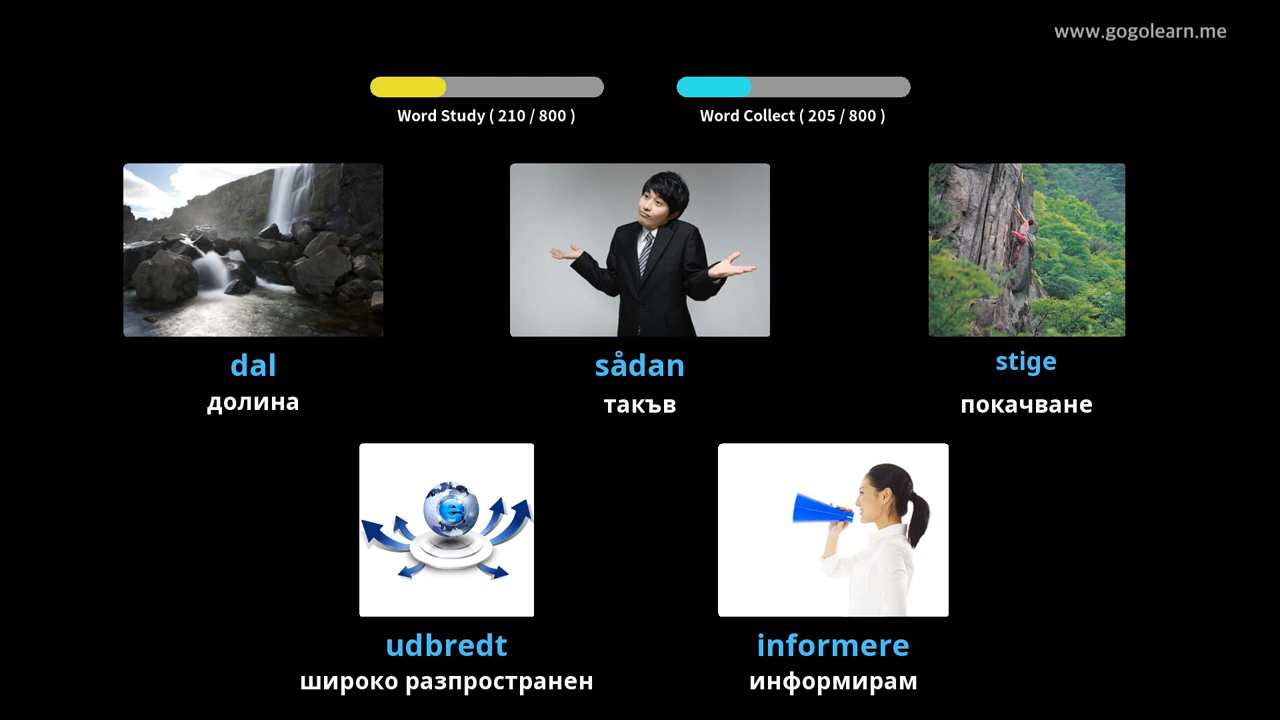 www.gogolearn.me
Word Study ( 210 / 800 )
Word Collect ( 205 / 800 )
dal
долина
sådan
такъв
stige
покачване
e
udbredt
широко разпространен
informere
информирам